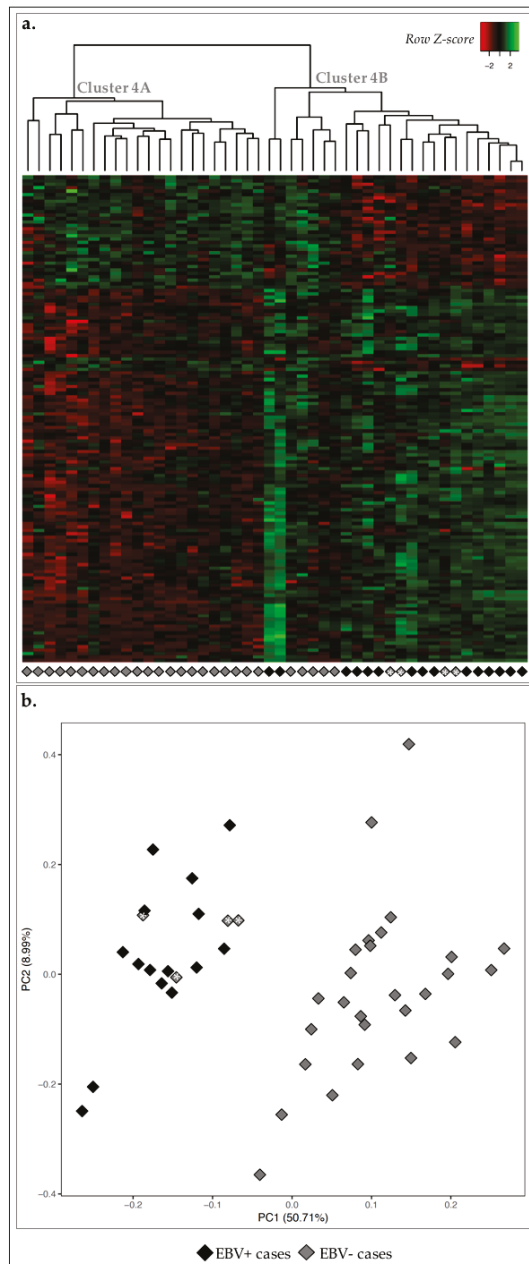 a.
Row Z-score
-2 2
Cluster 4A
Cluster 4B
b.
0.4
0.2
0.0
−0.2
−0.4
PC2 (8.99%)
−0.2 −0.1 0.0 0.1 0.2
PC1 (50.71%)
EBV+ cases EBV- cases